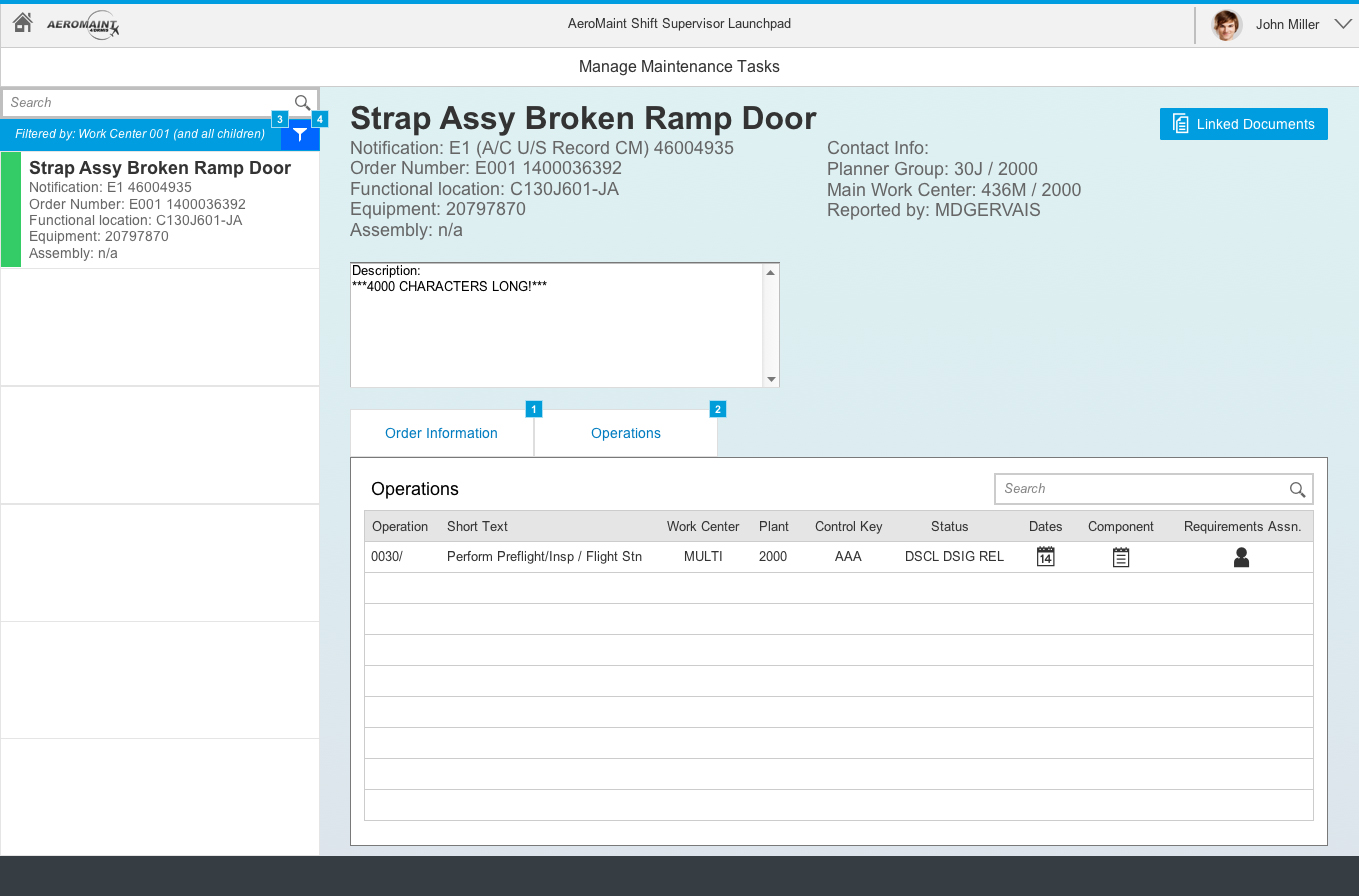 AEROMAINT
AeroMaint Shift Supervisor Launchpad
John Miller
Manage Maintenance Tasks
Search
3
4
Filtered by: Work Center 001 (and all children)
Strap Assy Broken Ramp Door
Notification: E1 46004935
Order Number: E001 1400036392
Functional location: C130J601-JA
Equipment: 20797870
Assembly: n/a
Strap Assy Broken Ramp Door
Notification: E1 (A/C U/S Record CM) 46004935
Order Number: E001 1400036392
Functional location: C130J601-JA
Equipment: 20797870
Assembly: n/a
Contact Info:
Planner Group: 30J / 2000
Main Work Center: 436M / 2000
Reported by: MDGERVAIS
Linked Documents
Description:
***4000 CHARACTERS LONG!***
1
2
Order Information
Operations
Operations
Search
Operation Short Text Work Center Plant Control Key Status Dates Component Requirements Assn.
0030/ Perform Preflight/Insp / Flight Stn MULTI 2000 AAA DSCL DSIG REL 14